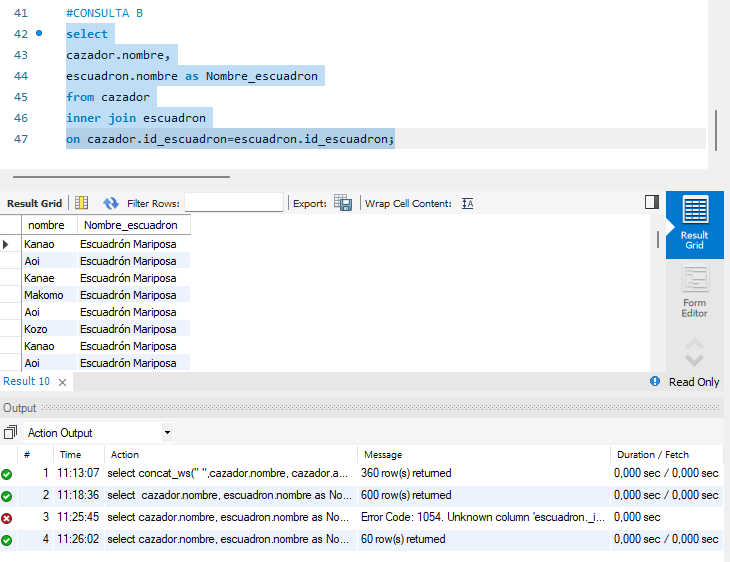 41 #CONSULTA B
42 select
43 cazador.nombre,
44 escuadron.nombre as Nombre_escuadron
45 from cazador
46 inner join escuadron
47 on cazador.id_escuadron=escuadron.id_escuadron;
Result Grid Filter Rows: Export: Wrap Cell Content:
nombre Nombre_escuadron
Kanao Escuadrón Mariposa
Aoi Escuadrón Mariposa
Kanae Escuadrón Mariposa
Makomo Escuadrón Mariposa
Aoi Escuadrón Mariposa
Kozo Escuadrón Mariposa
Kanao Escuadrón Mariposa
Aoi Escuadrón Mariposa
Result
Grid
Form
Editor
Result 10 Read Only
Output
Action Output
# Time Action Message Duration / Fetch
1 11:13:07 select concat_ws(" ",cazador.nombre, cazador.a... 360 row(s) returned 0,000 sec / 0,000 sec
2 11:18:36 select cazador.nombre, escuadron.nombre as No... 600 row(s) returned 0,000 sec / 0,000 sec
3 11:25:45 select cazador.nombre, escuadron.nombre as No... Error Code: 1054. Unknown column 'escuadron._i... 0,000 sec
4 11:26:02 select cazador.nombre, escuadron.nombre as No... 60 row(s) returned 0,000 sec / 0,000 sec